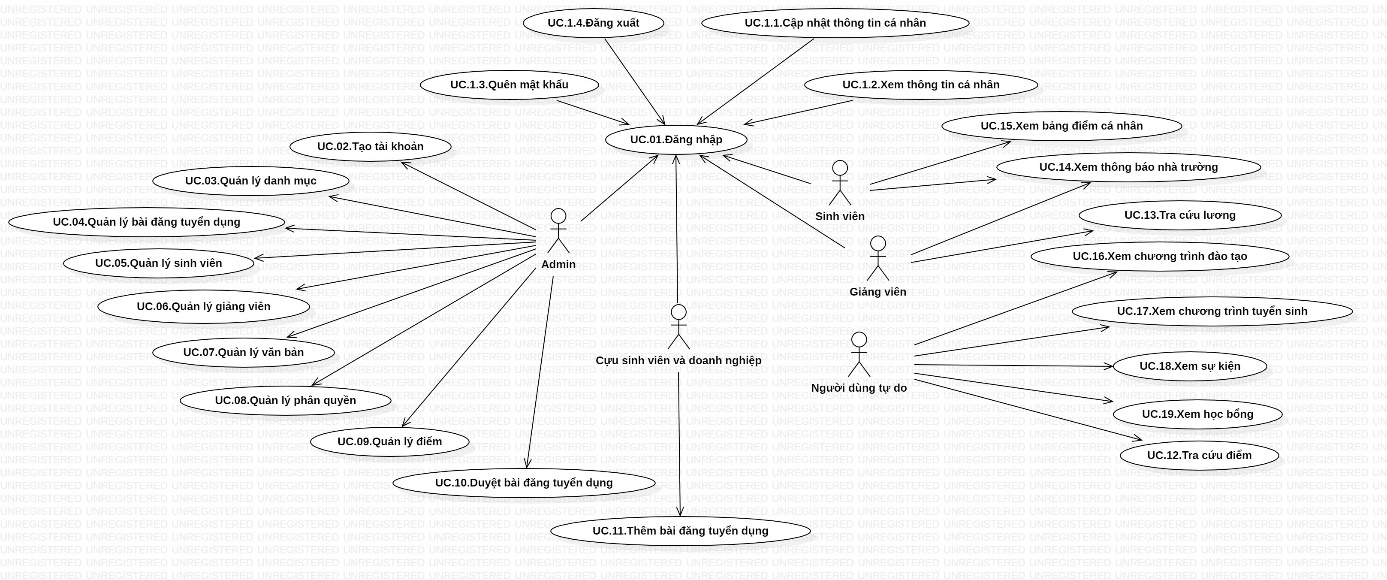 UC.1.4.Đăng xuất
UC.1.1.Cập nhật thông tin cá nhân
UC.1.3.Quên mật khẩu
UC.1.2.Xem thông tin cá nhân
UC.01.Đăng nhập
UC.15.Xem bảng điểm cá nhân
UC.02.Tạo tài khoản
UC.14.Xem thông báo nhà trường
UC.03.Quản lý danh mục
Sinh viên
UC.13.Tra cứu lương
UC.04.Quản lý bài đăng tuyển dụng
UC.16.Xem chương trình đào tạo
UC.05.Quản lý sinh viên
Admin
Giảng viên
UC.06.Quản lý giảng viên
UC.17.Xem chương trình tuyển sinh
UC.07.Quản lý văn bản
Cựu sinh viên và doanh nghiệp
UC.18.Xem sự kiện
Người dùng tự do
UC.08.Quản lý phân quyền
UC.19.Xem học bổng
UC.09.Quản lý điểm
UC.12.Tra cứu điểm
UC.10.Duyệt bài đăng tuyển dụng
UC.11.Thêm bài đăng tuyển dụng